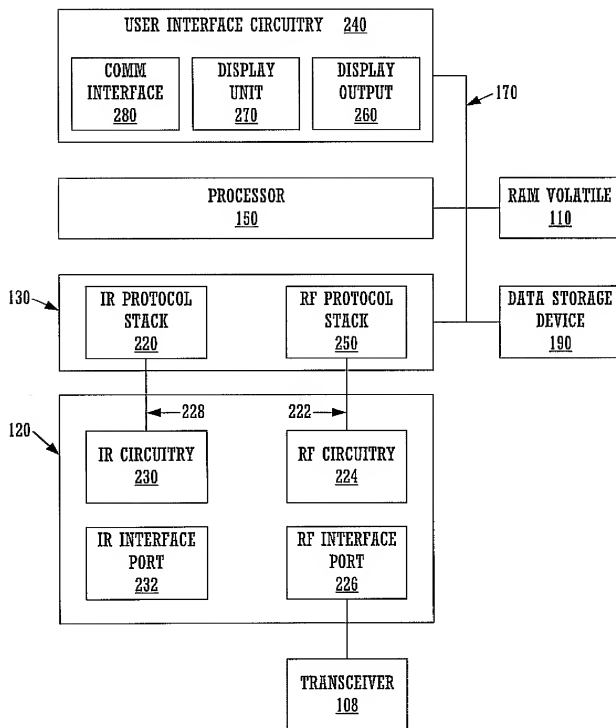 USER INTERFACE CIRCUITRY 240
COMM
INTERFACE
280
DISPLAY
UNIT
270
DISPLAY
OUTPUT
260
170
PROCESSOR
150
RAM VOLATILE
110
130
IR PROTOCOL
STACK
220
RF PROTOCOL
STACK
250
DATA STORAGE
DEVICE
190
228
222
120
IR CIRCUITRY
230
RF CIRCUITRY
224
IR INTERFACE
PORT
232
RF INTERFACE
PORT
226
TRANSCEIVER
108